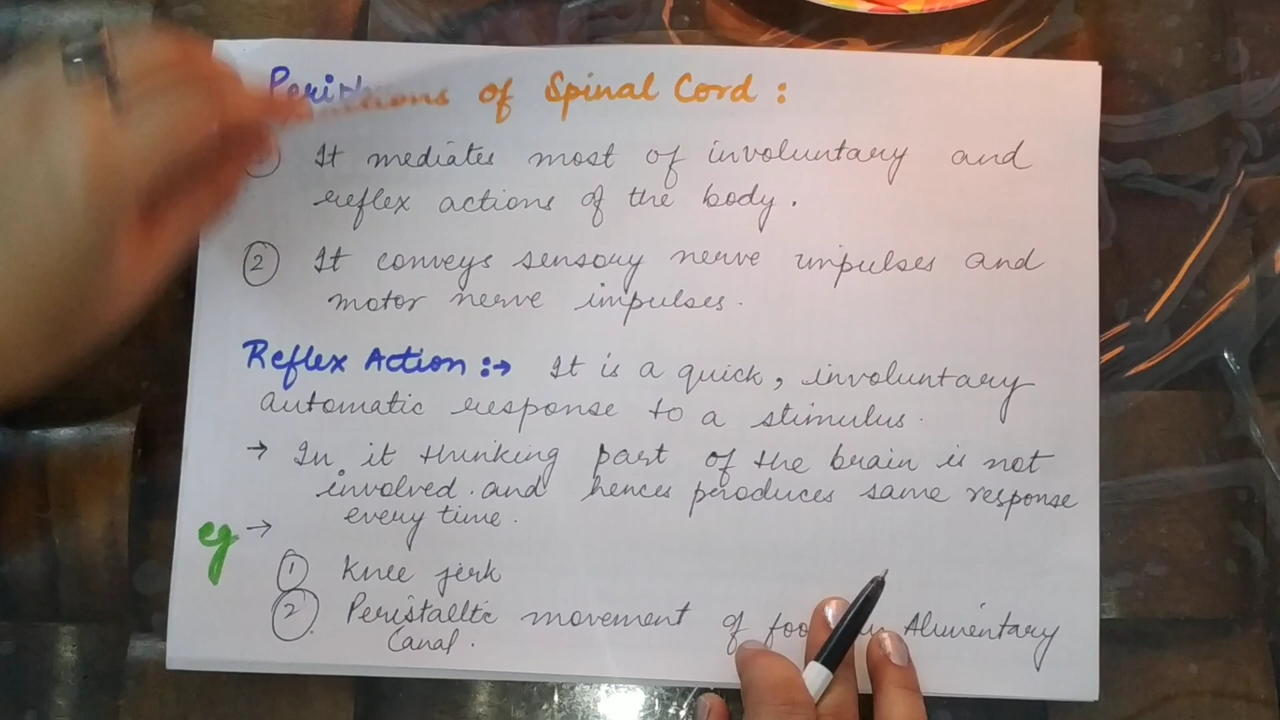 of Spinal Cord :
It mediates most of involuntary and
reflex actions of the body.
② It conveys sensory nerve impulses and
motor nerve impulses.
Reflex Action :→ It is a quick, involuntary
automatic response to a stimulus.
→ In it thinking part of the brain is not
involved. and hences produces same response
every time.
eg →
① Knee jerk
② Peristaltic movement of Alimentary
Canal.